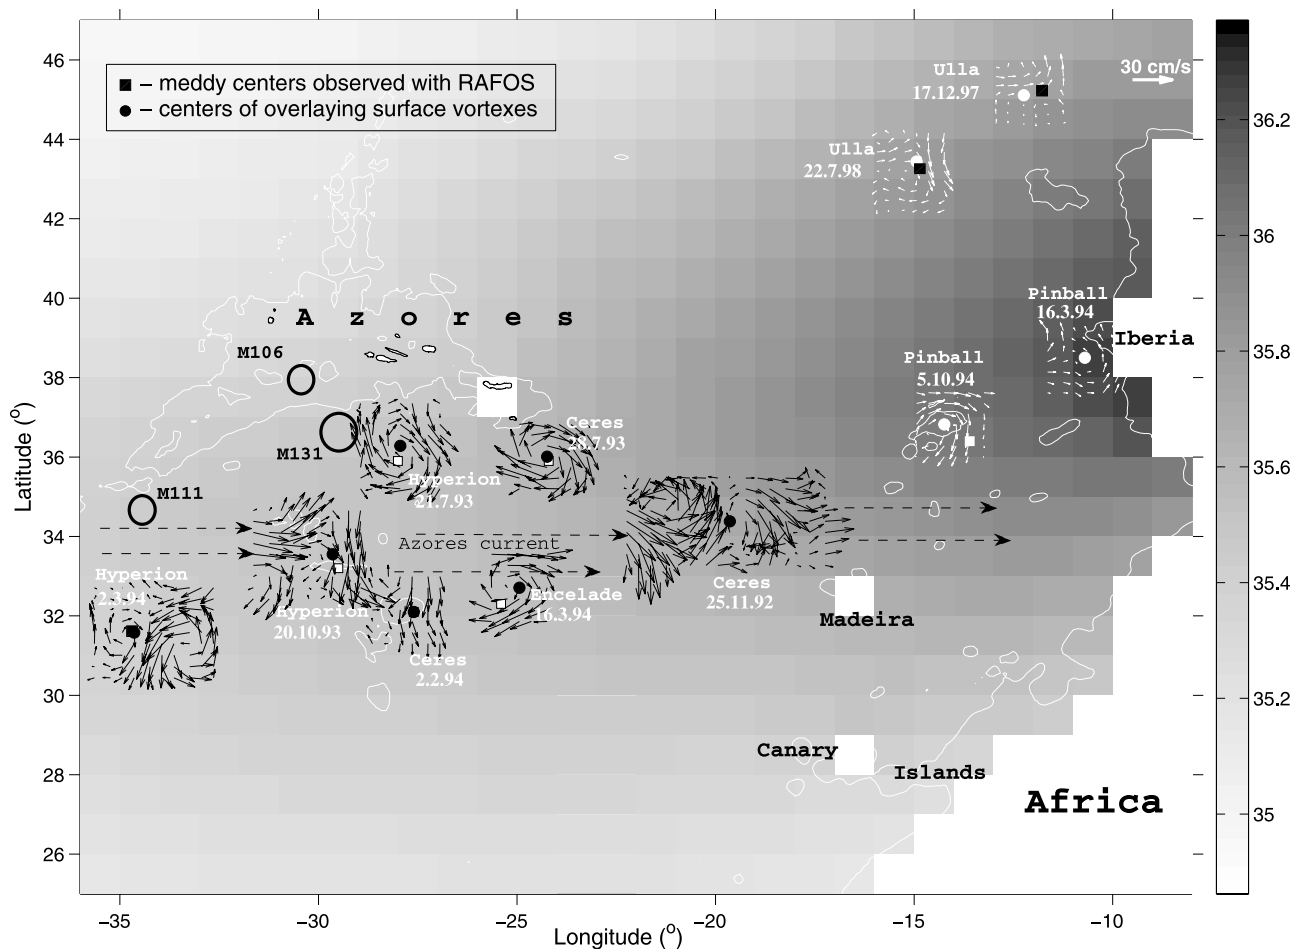 46
44
42
40
38
36
34
32
30
28
26
Latitude (º)
■ – meddy centers observed with RAFOS
● – centers of overlaying surface vortexes
Ulla
17.12.97
30 cm/s
Ulla
22.7.98
Pinball
16.3.94
Iberia
Pinball
5.10.94
A z o r e s
M106
M131
M111
Ceres
28.7.93
Hyperion
21.7.93
Azores current
Hyperion
2.3.94
Hyperion
20.10.93
Encelade
16.3.94
Ceres
25.11.92
Ceres
2.2.94
Madeira
Canary
Islands
Africa
−35
−30
−25
−20
−15
−10
Longitude (º)
36.2
36
35.8
35.6
35.4
35.2
35